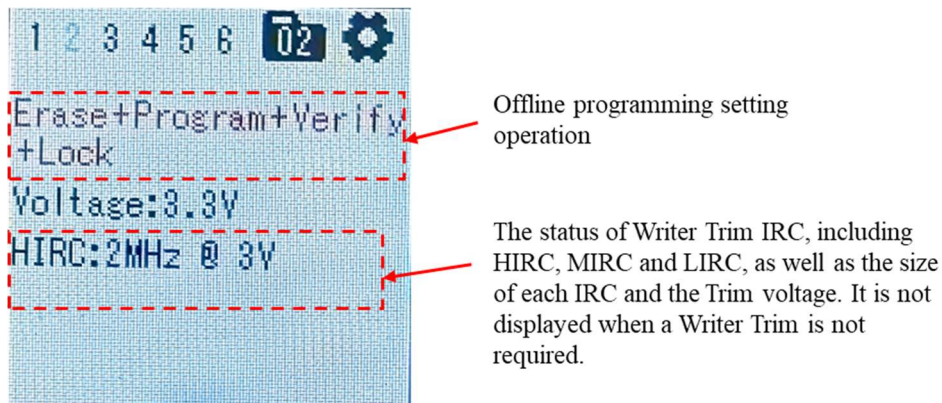 1 2 3 4 5 6 02
Erase+Program+Verify
+Lock
Voltage:3.3V
HIRC:2MHz @ 3V
Offline programming setting
operation
The status of Writer Trim IRC, including
HIRC, MIRC and LIRC, as well as the size
of each IRC and the Trim voltage. It is not
displayed when a Writer Trim is not
required.